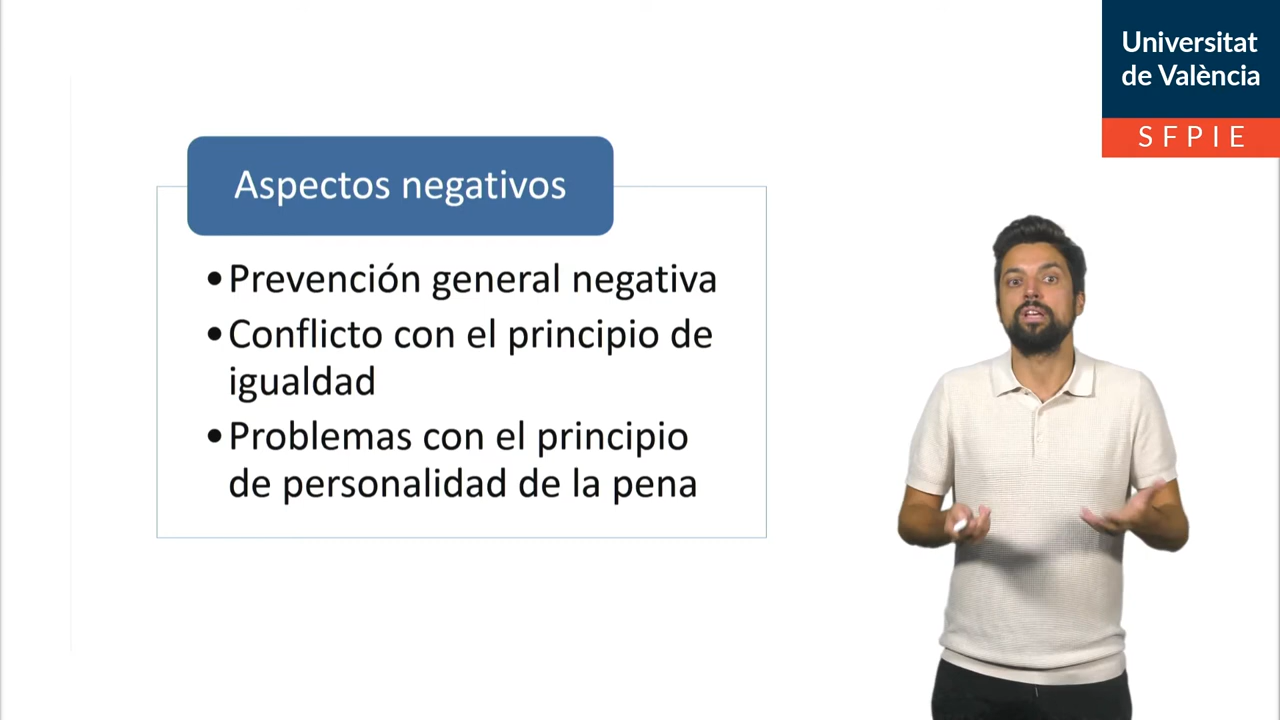 Universitat
de València
SFPIE
Aspectos negativos
•Prevención general negativa
•Conflicto con el principio de
igualdad
•Problemas con el principio
de personalidad de la pena